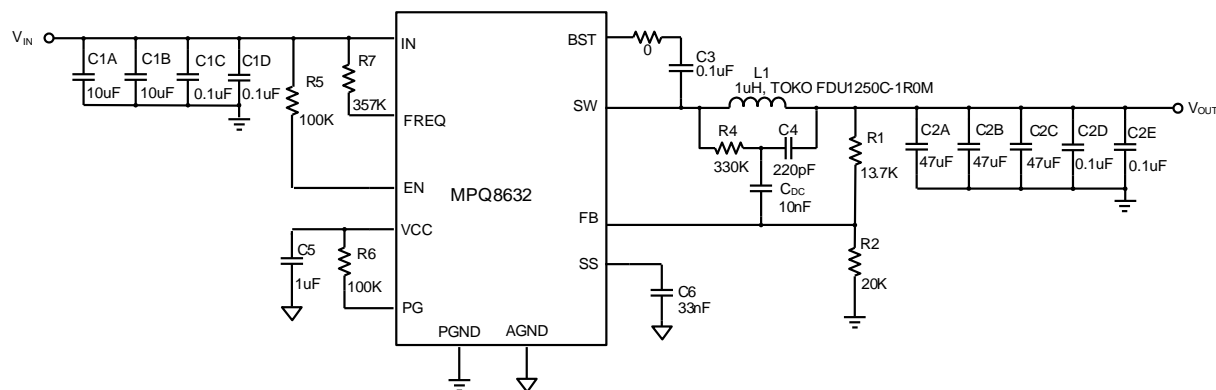 VIN
C1A
10uF
C1B
10uF
C1C
0.1uF
C1D
0.1uF
R5
100K
R7
357K
IN
FREQ
EN
VCC
PG
PGND
AGND
MPQ8632
BST
SW
FB
SS
0
C3
0.1uF
L1
1uH, TOKO FDU1250C-1R0M
R4
330K
C4
220pF
CDC
10nF
R1
13.7K
R2
20K
C2A
47uF
C2B
47uF
C2C
47uF
C2D
0.1uF
C2E
0.1uF
VOUT
C5
1uF
R6
100K
C6
33nF